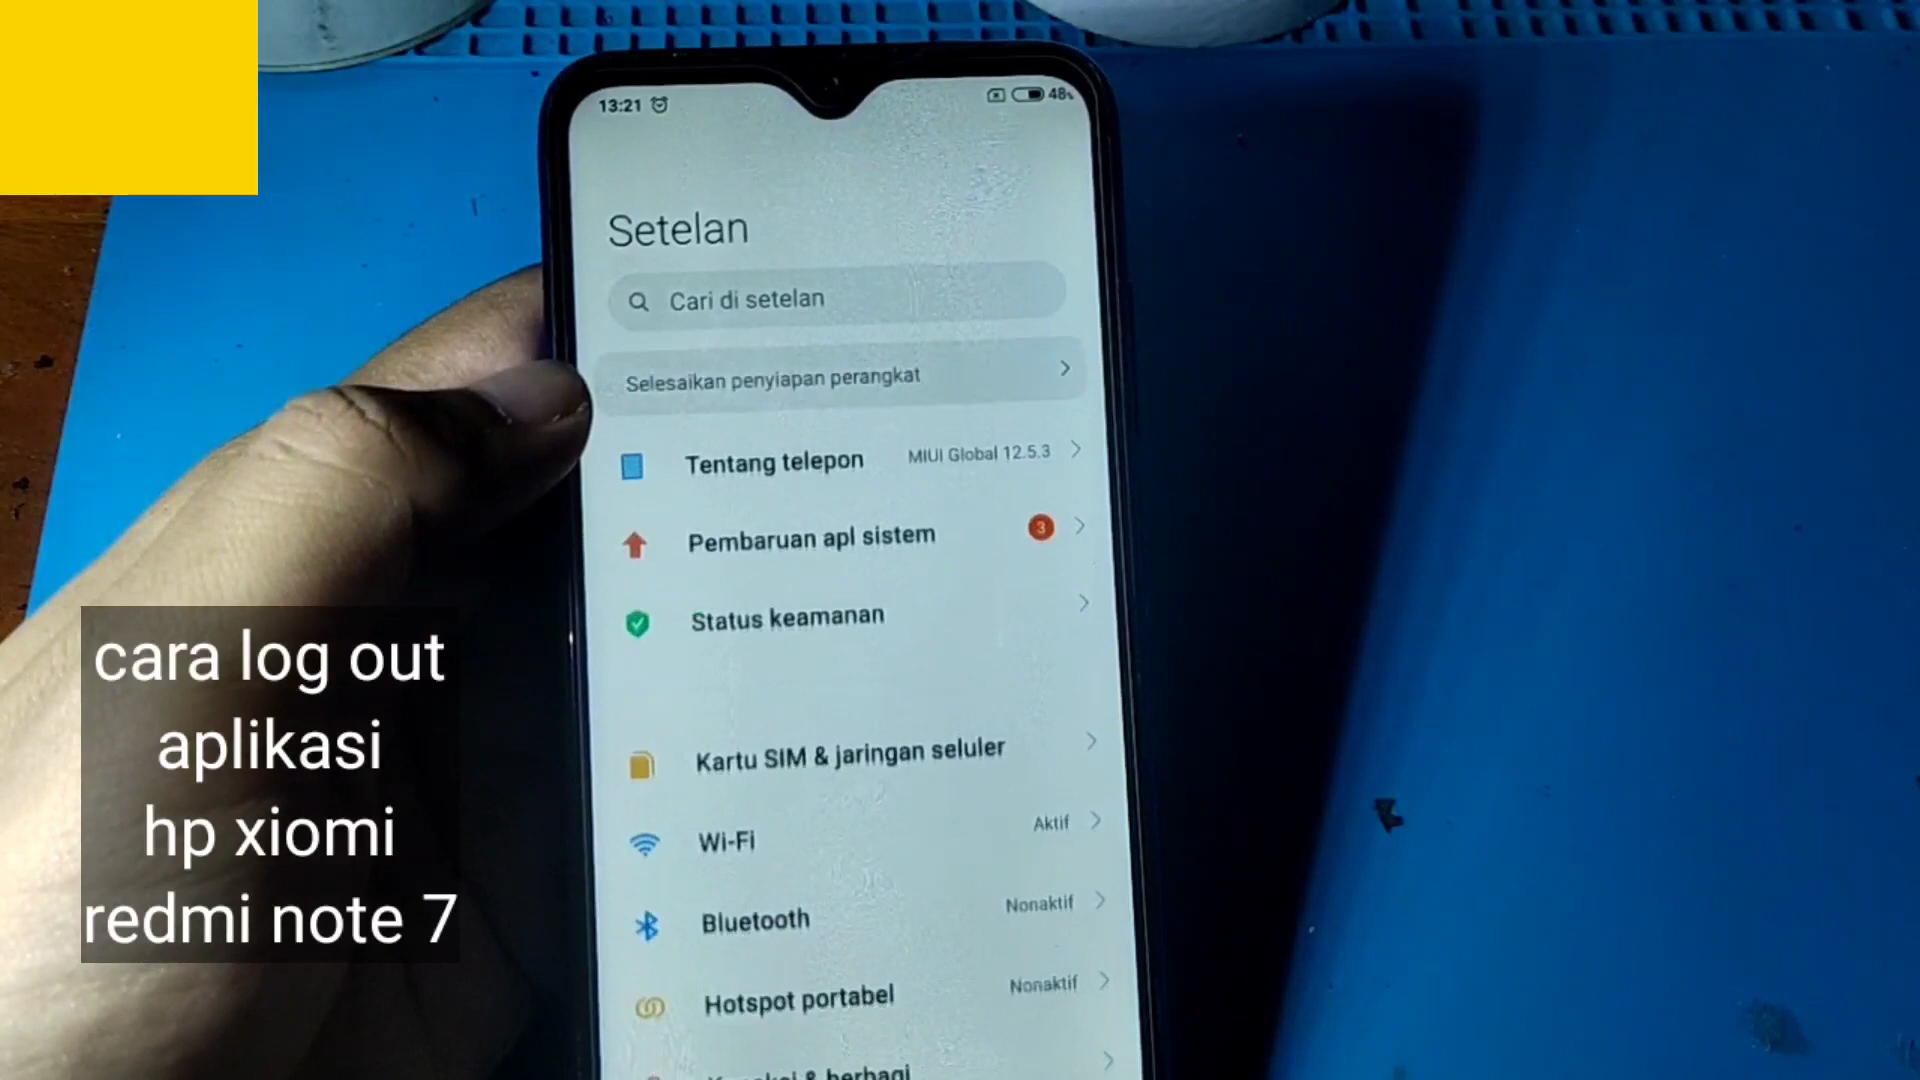 13:21
48%
Setelan
Cari di setelan
Selesaikan penyiapan perangkat
Tentang telepon MIUI Global 12.5.3
Pembaruan apl sistem 3
Status keamanan
Kartu SIM & jaringan seluler
Wi-Fi Aktif
Bluetooth Nonaktif
Hotspot portabel Nonaktif
& berbagi
cara log out
aplikasi
hp xiomi
redmi note 7